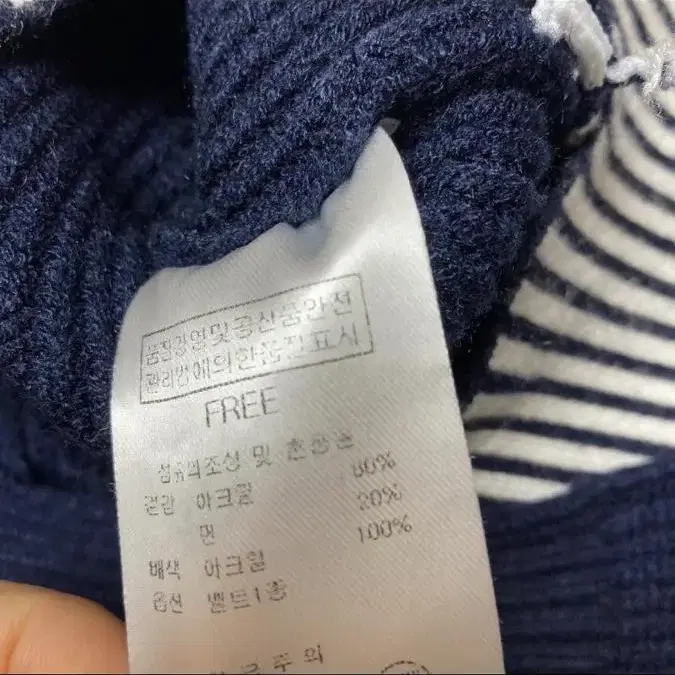 품질경영및공산품안전
관리법에의한품질표시
FREE
섬유의조성 및 혼용율
겉감 아크릴 80%
면 20%
배색 아크릴 100%
옵션 벨트1종